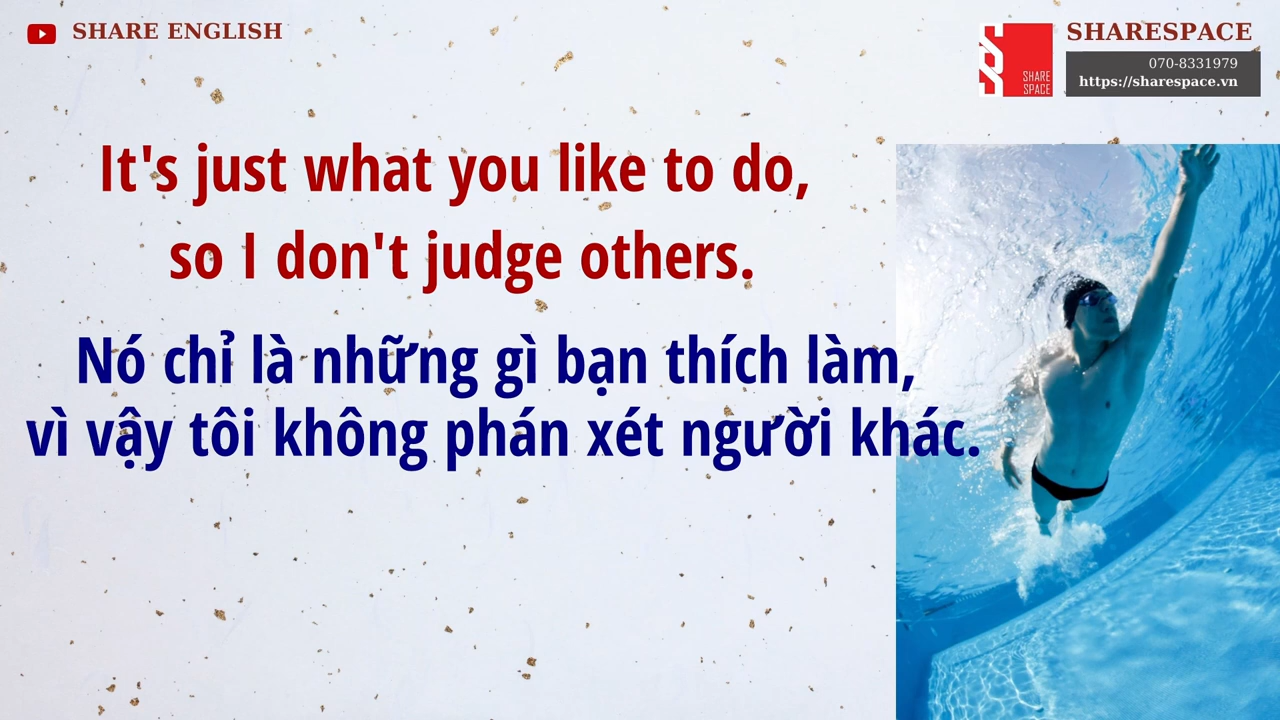 SHARE ENGLISH
SHARESPACE
070-8331979
https://sharespace.vn
SHARE
SPACE
It's just what you like to do,
so I don't judge others.
Nó chỉ là những gì bạn thích làm,
vì vậy tôi không phán xét người khác.